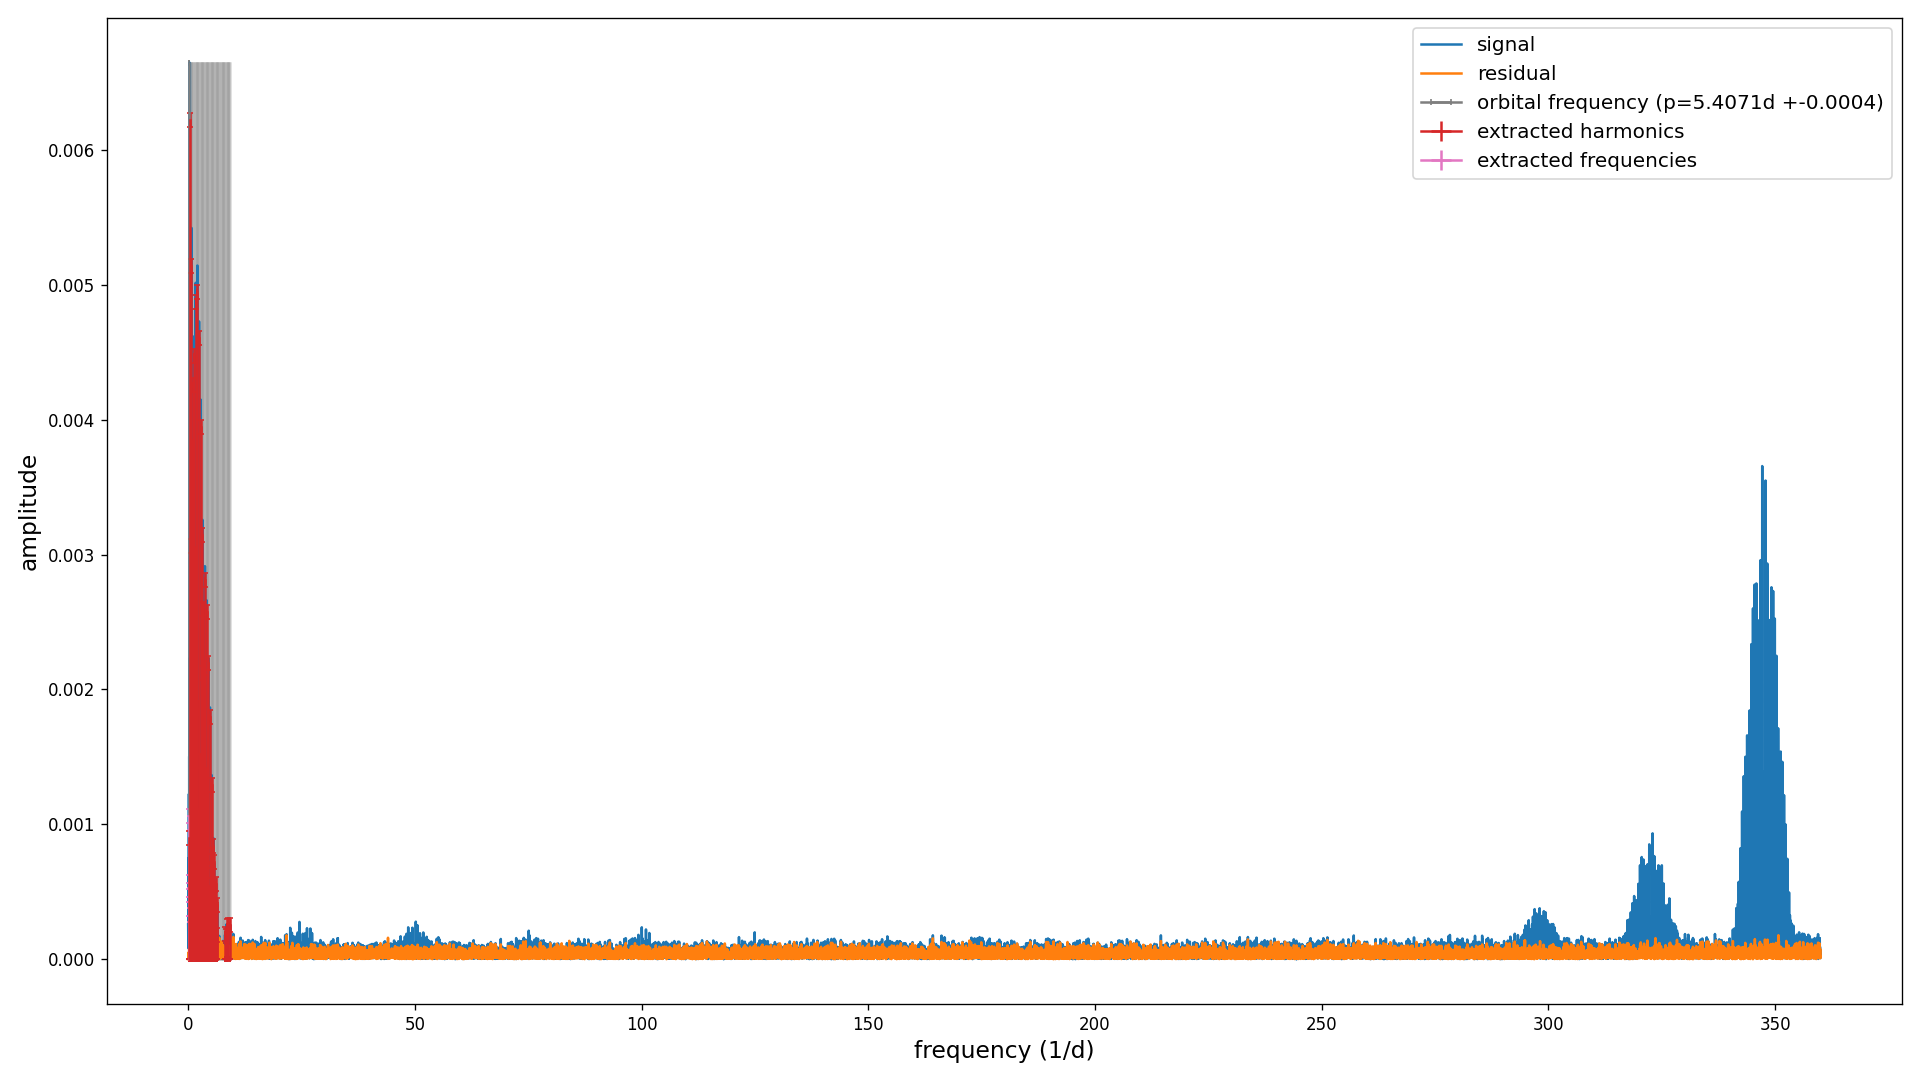 signal
residual
orbital frequency (p=5.4071d +-0.0004)
extracted harmonics
extracted frequencies
amplitude
0.006
0.005
0.004
0.003
0.002
0.001
0.000
0 50 100 150 200 250 300 350
frequency (1/d)